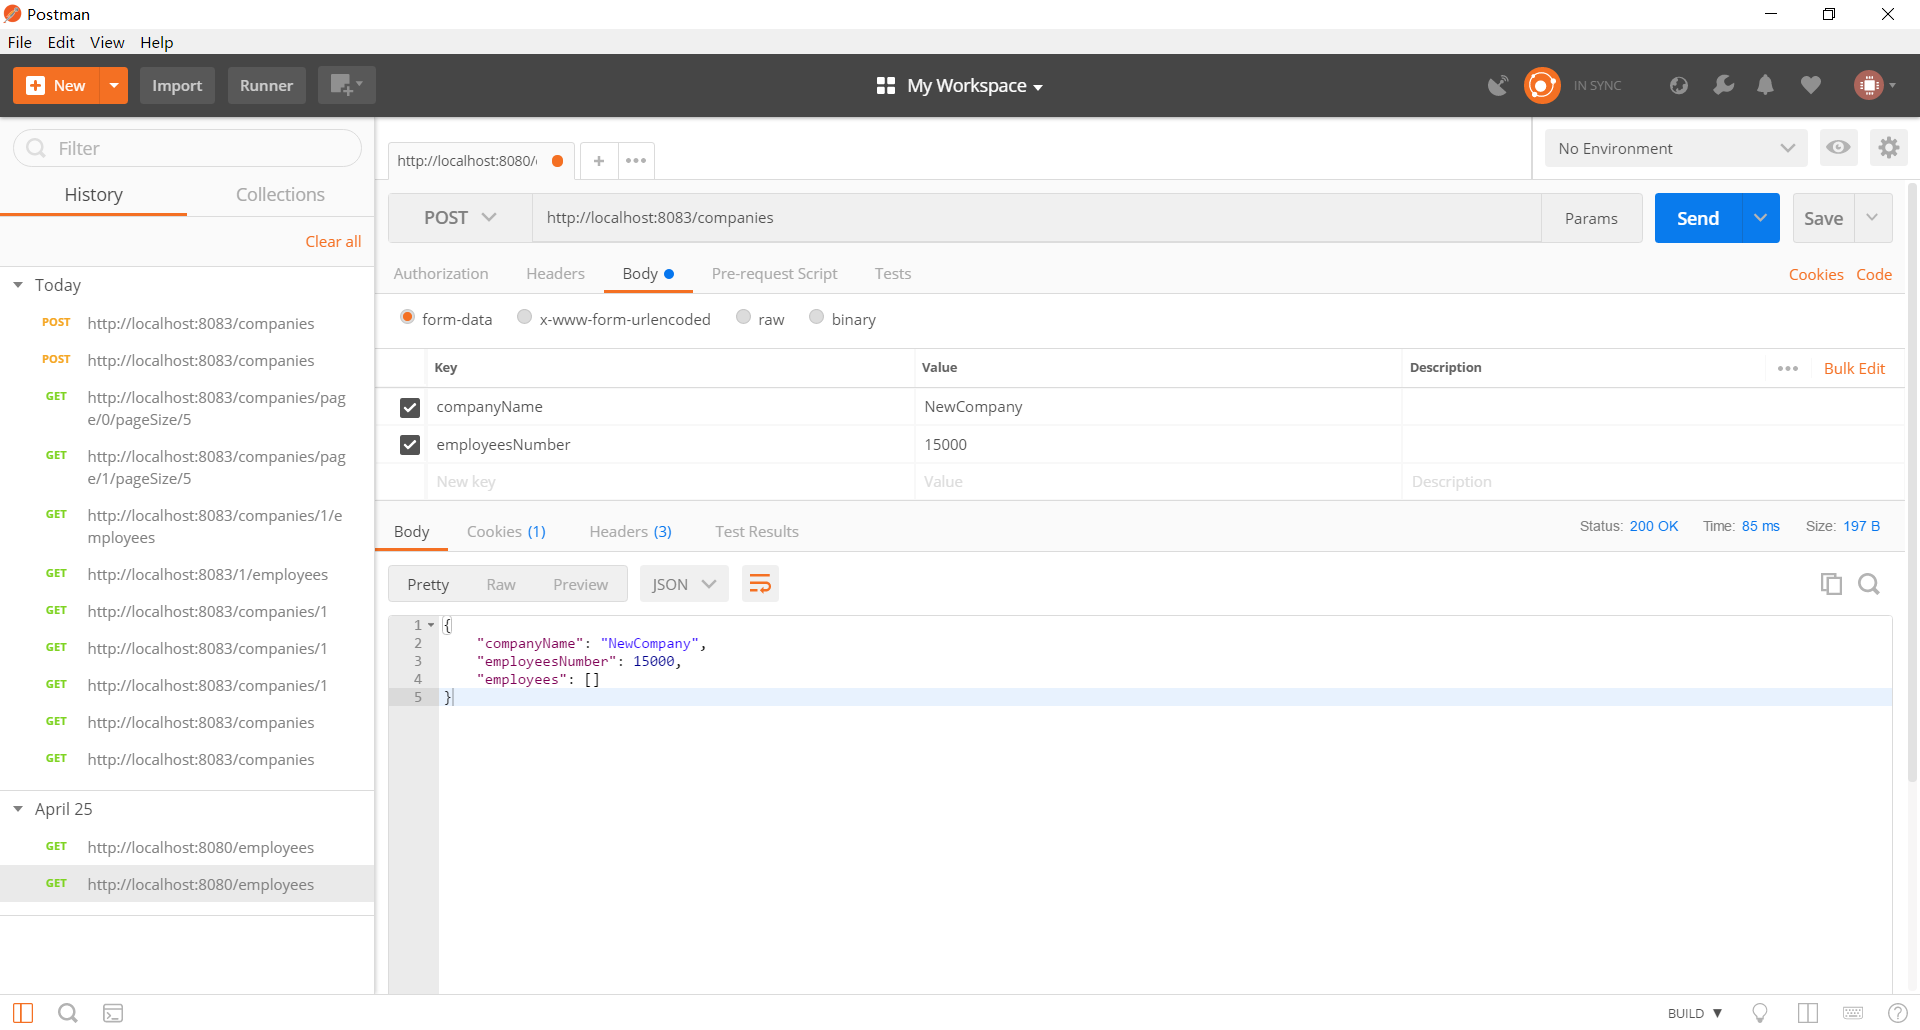 Postman
File Edit View Help
New Import Runner My Workspace IN SYNC
Filter
History Collections
Clear all
Today
POST http://localhost:8083/companies
POST http://localhost:8083/companies
GET http://localhost:8083/companies/pag
e/0/pageSize/5
GET http://localhost:8083/companies/pag
e/1/pageSize/5
GET http://localhost:8083/companies/1/e
mployees
GET http://localhost:8083/1/employees
GET http://localhost:8083/companies/1
GET http://localhost:8083/companies/1
GET http://localhost:8083/companies/1
GET http://localhost:8083/companies
GET http://localhost:8083/companies
April 25
GET http://localhost:8080/employees
GET http://localhost:8080/employees
http://localhost:8080/ + ••• No Environment
POST http://localhost:8083/companies Params Send Save
Authorization Headers Body Pre-request Script Tests Cookies Code
form-data x-www-form-urlencoded raw binary
Key Value Description ••• Bulk Edit
companyName NewCompany
employeesNumber 15000
New key Value Description
Body Cookies (1) Headers (3) Test Results Status: 200 OK Time: 85 ms Size: 197 B
Pretty Raw Preview JSON
1 {
2 "companyName": "NewCompany",
3 "employeesNumber": 15000,
4 "employees": []
5 }
BUILD ▼